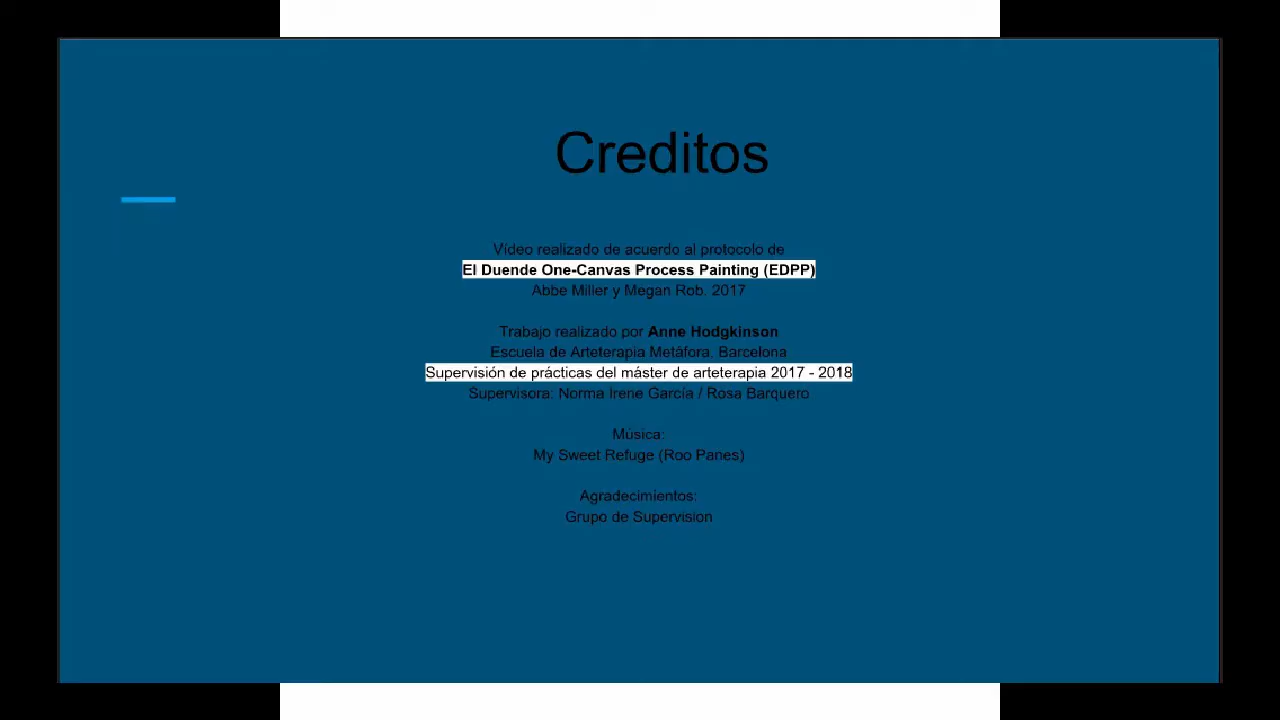 Creditos
Vídeo realizado de acuerdo al protocolo de
El Duende One-Canvas Process Painting (EDPP)
Abbe Miller y Megan Rob. 2017
Trabajo realizado por Anne Hodgkinson
Escuela de Arteterapia Metáfora. Barcelona
Supervisión de prácticas del máster de arteterapia 2017 - 2018
Supervisora: Norma Irene García / Rosa Barquero
Música:
My Sweet Refuge (Roo Panes)
Agradecimientos:
Grupo de Supervision